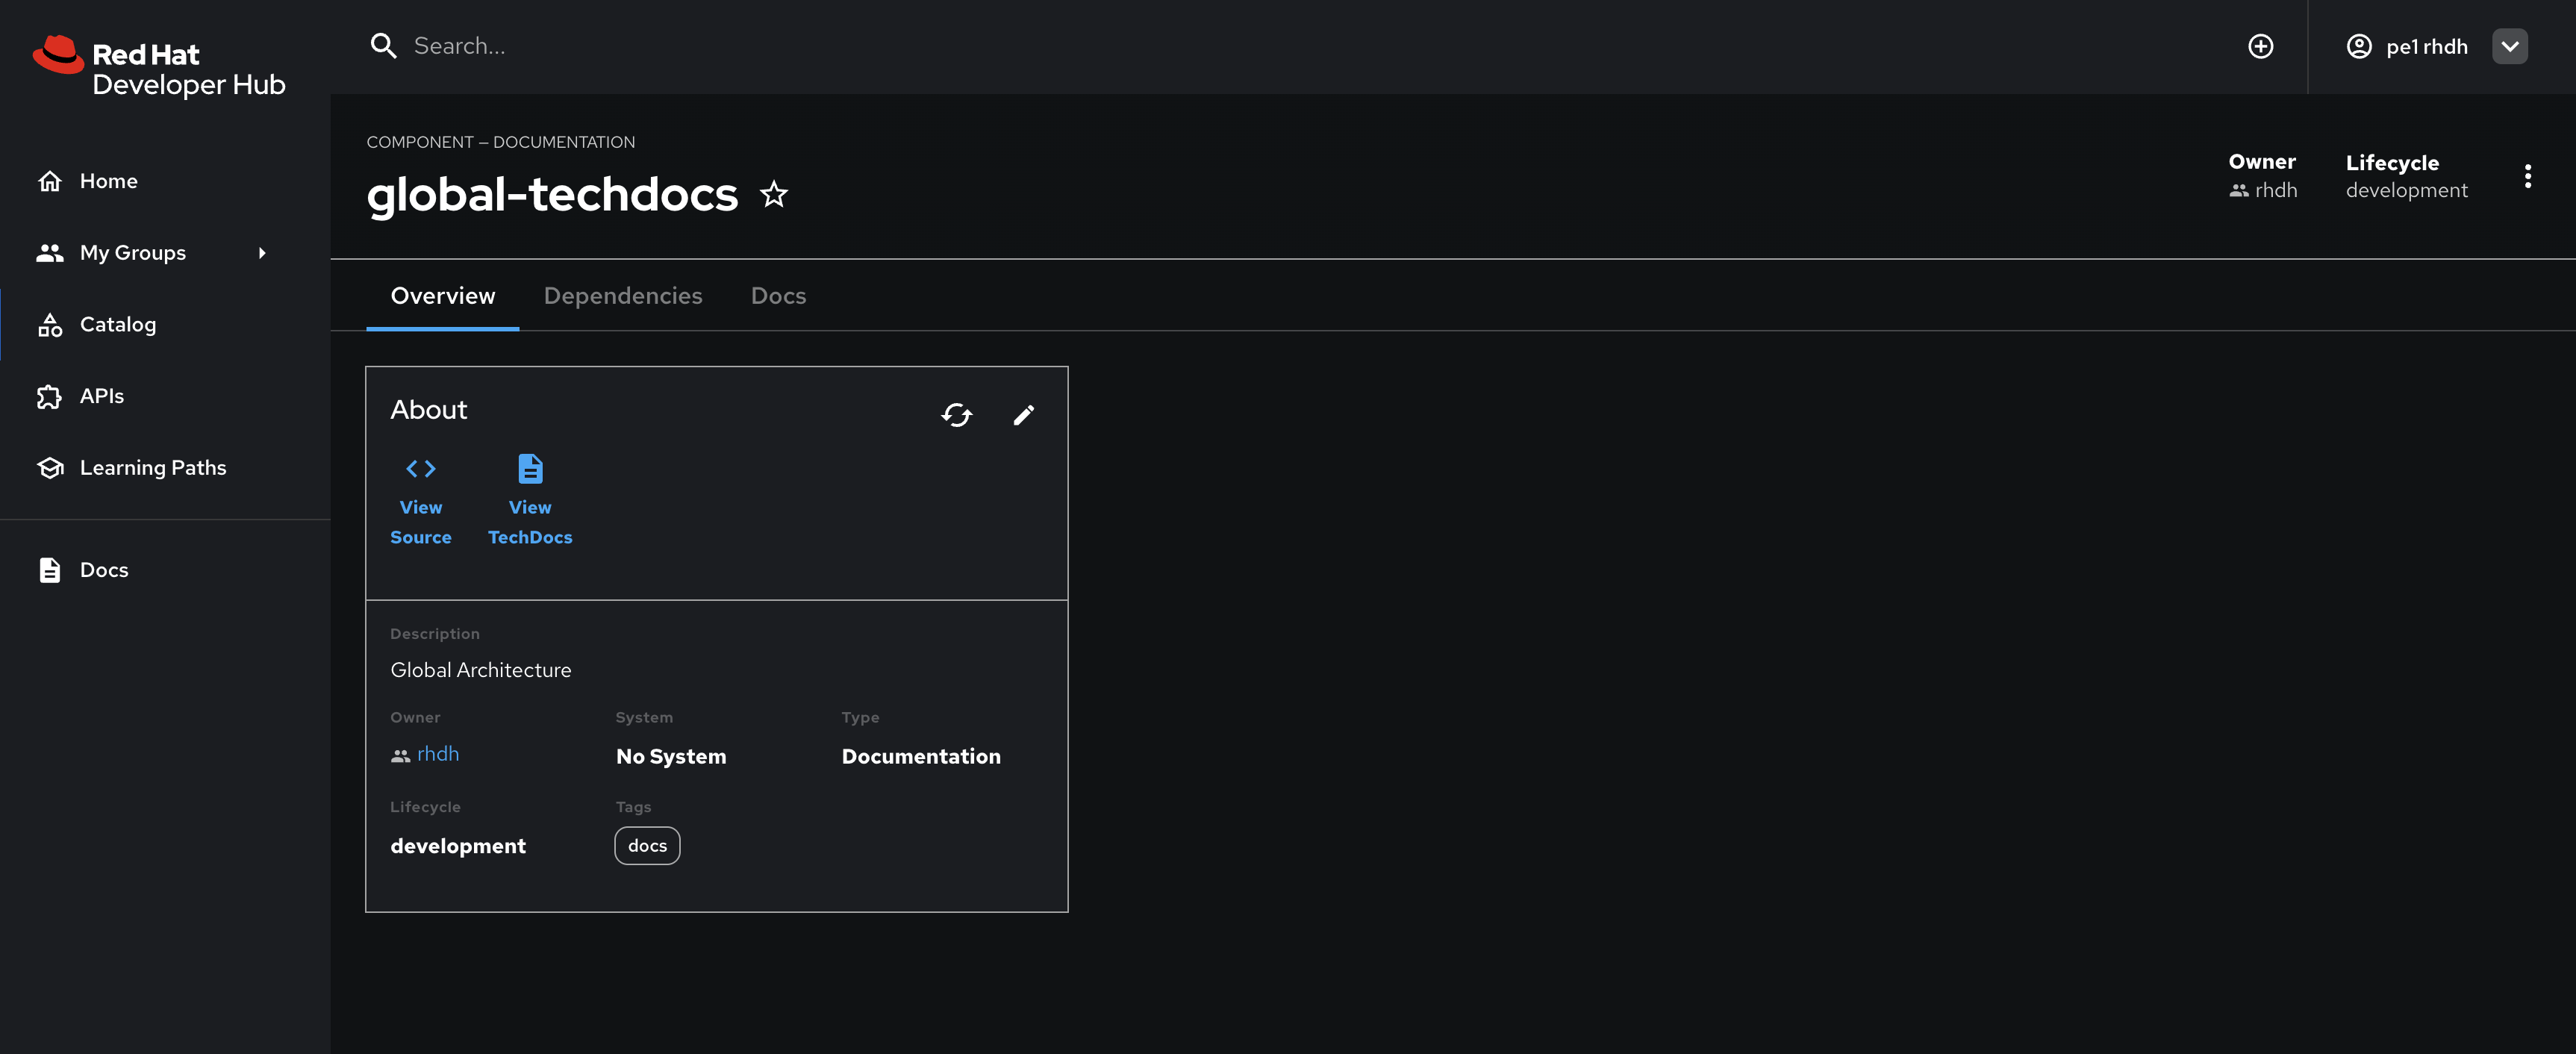 Red Hat
Developer Hub
Search...
pe1 rhdh
Home
My Groups
Catalog
APIs
Learning Paths
Docs
COMPONENT — DOCUMENTATION
global-techdocs
Owner
rhdh
Lifecycle
development
Overview
Dependencies
Docs
About
View
Source
View
TechDocs
Description
Global Architecture
Owner
rhdh
System
No System
Type
Documentation
Lifecycle
development
Tags
docs